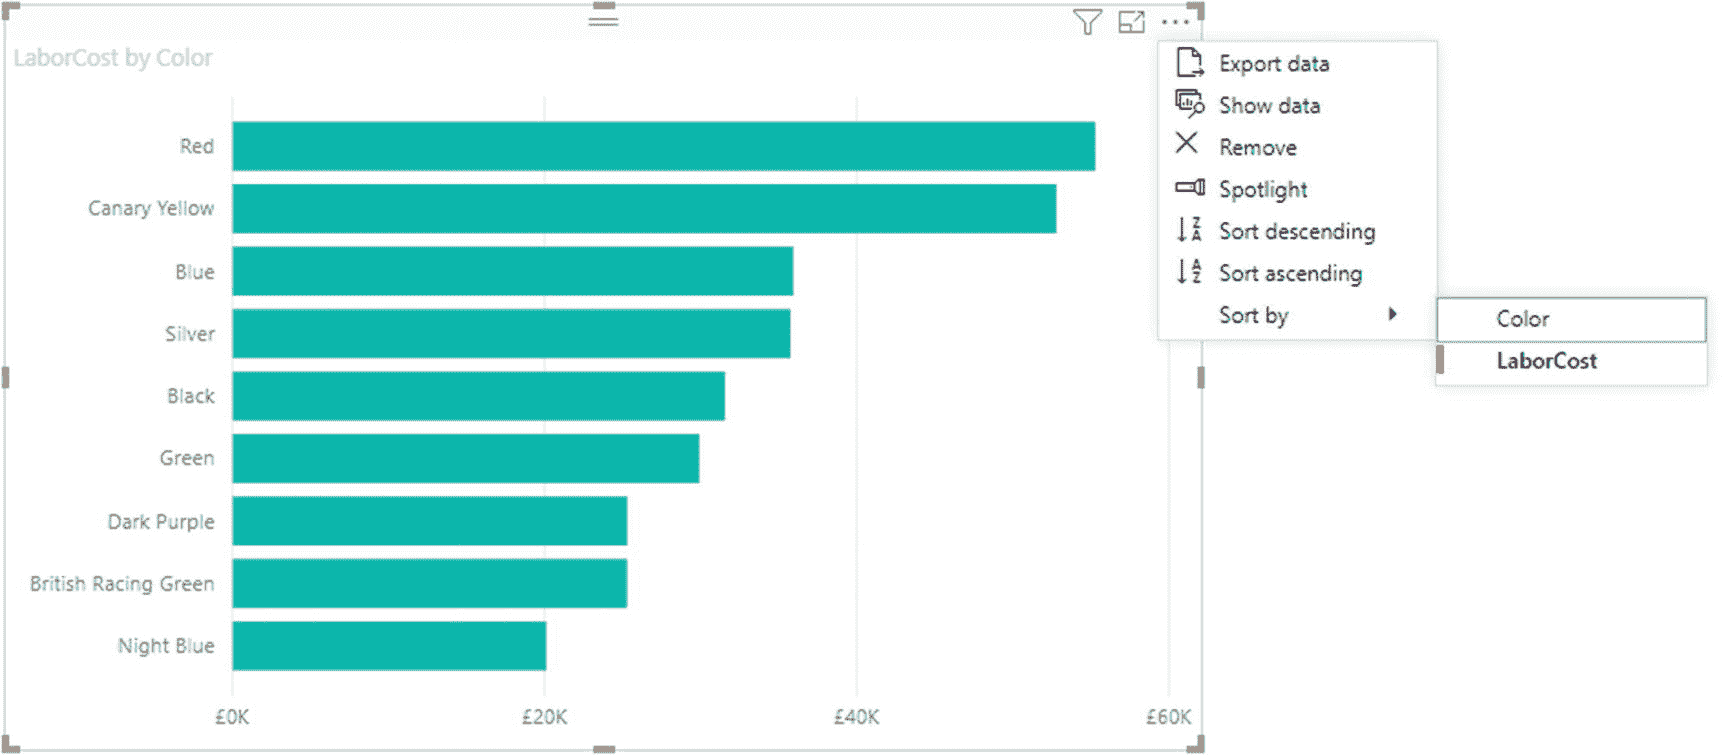 LaborCost by Color
Red
Canary Yellow
Blue
Silver
Black
Green
Dark Purple
British Racing Green
Night Blue
£0K
£20K
£40K
£60K
Export data
Show data
Remove
Spotlight
Sort descending
Sort ascending
Sort by
Color
LaborCost